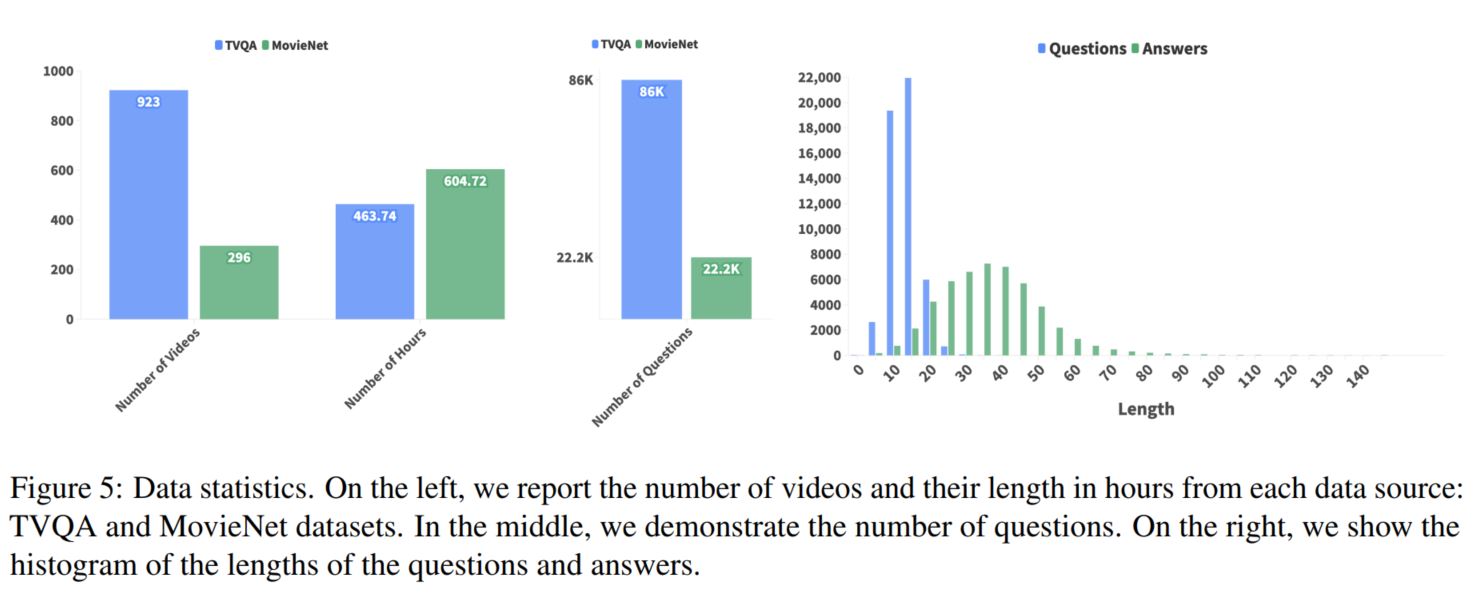 TVQA MovieNet
1000
800
600
400
200
0
923
296
463.74
604.72
Number of Videos
Number of Hours
TVQA MovieNet
86K
22.2K
86K
22.2K
Number of Questions
Questions Answers
22,000
20,000
18,000
16,000
14,000
12,000
10,000
8000
6000
4000
2000
0
0 10 20 30 40 50 60 70 80 90 100 110 120 130 140
Length
Figure 5: Data statistics. On the left, we report the number of videos and their length in hours from each data source:
TVQA and MovieNet datasets. In the middle, we demonstrate the number of questions. On the right, we show the
histogram of the lengths of the questions and answers.